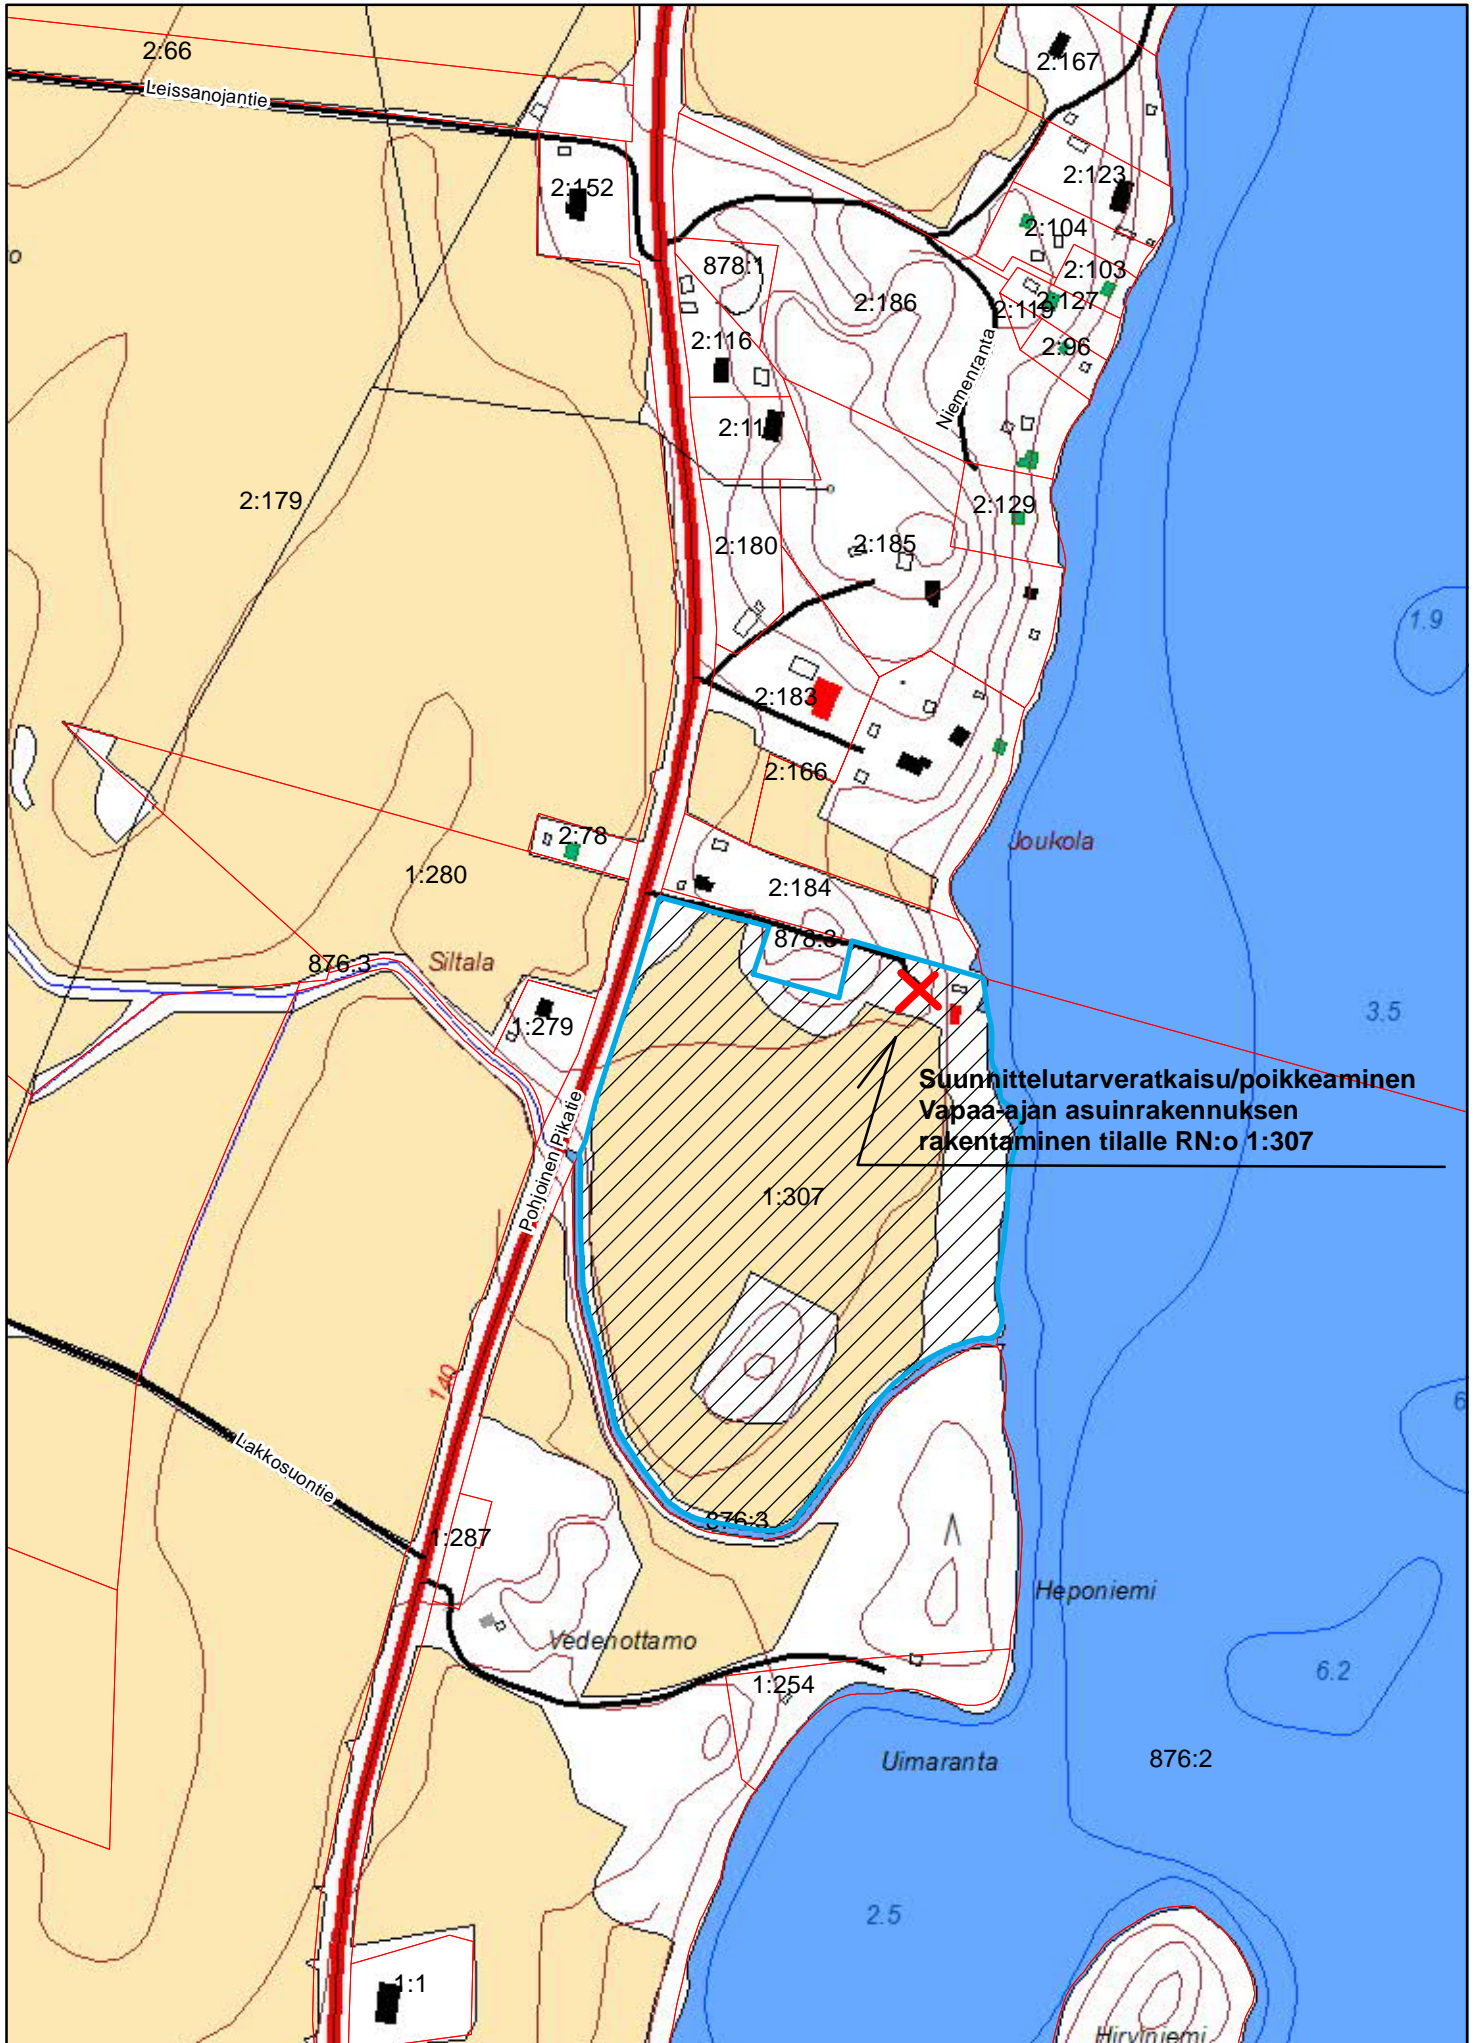 2:66
2:167
Leissanojantie
2:123
2:152
2:104
o
878:1
2:103
2:186
2:127
2:119
2:116
2:96
Niemenranta
2:11
2:179
2:129
2:180
2:185
1.9
2:183
2:166
2:78
Joukola
1:280
2:184
878:3
876:3
Siltala
3.5
1:279
Suunnittelutarveratkaisu/poikkeaminen
Vapaa-ajan asuinrakennuksen
rakentaminen tilalle RN:o 1:307
Pohjoinen Pikatie
1:307
140
6
Lakkosuontie
876:3
1:287
Heponiemi
Vedenottamo
6.2
1:254
Uimaranta
876:2
2.5
1:1
Hirviniemi